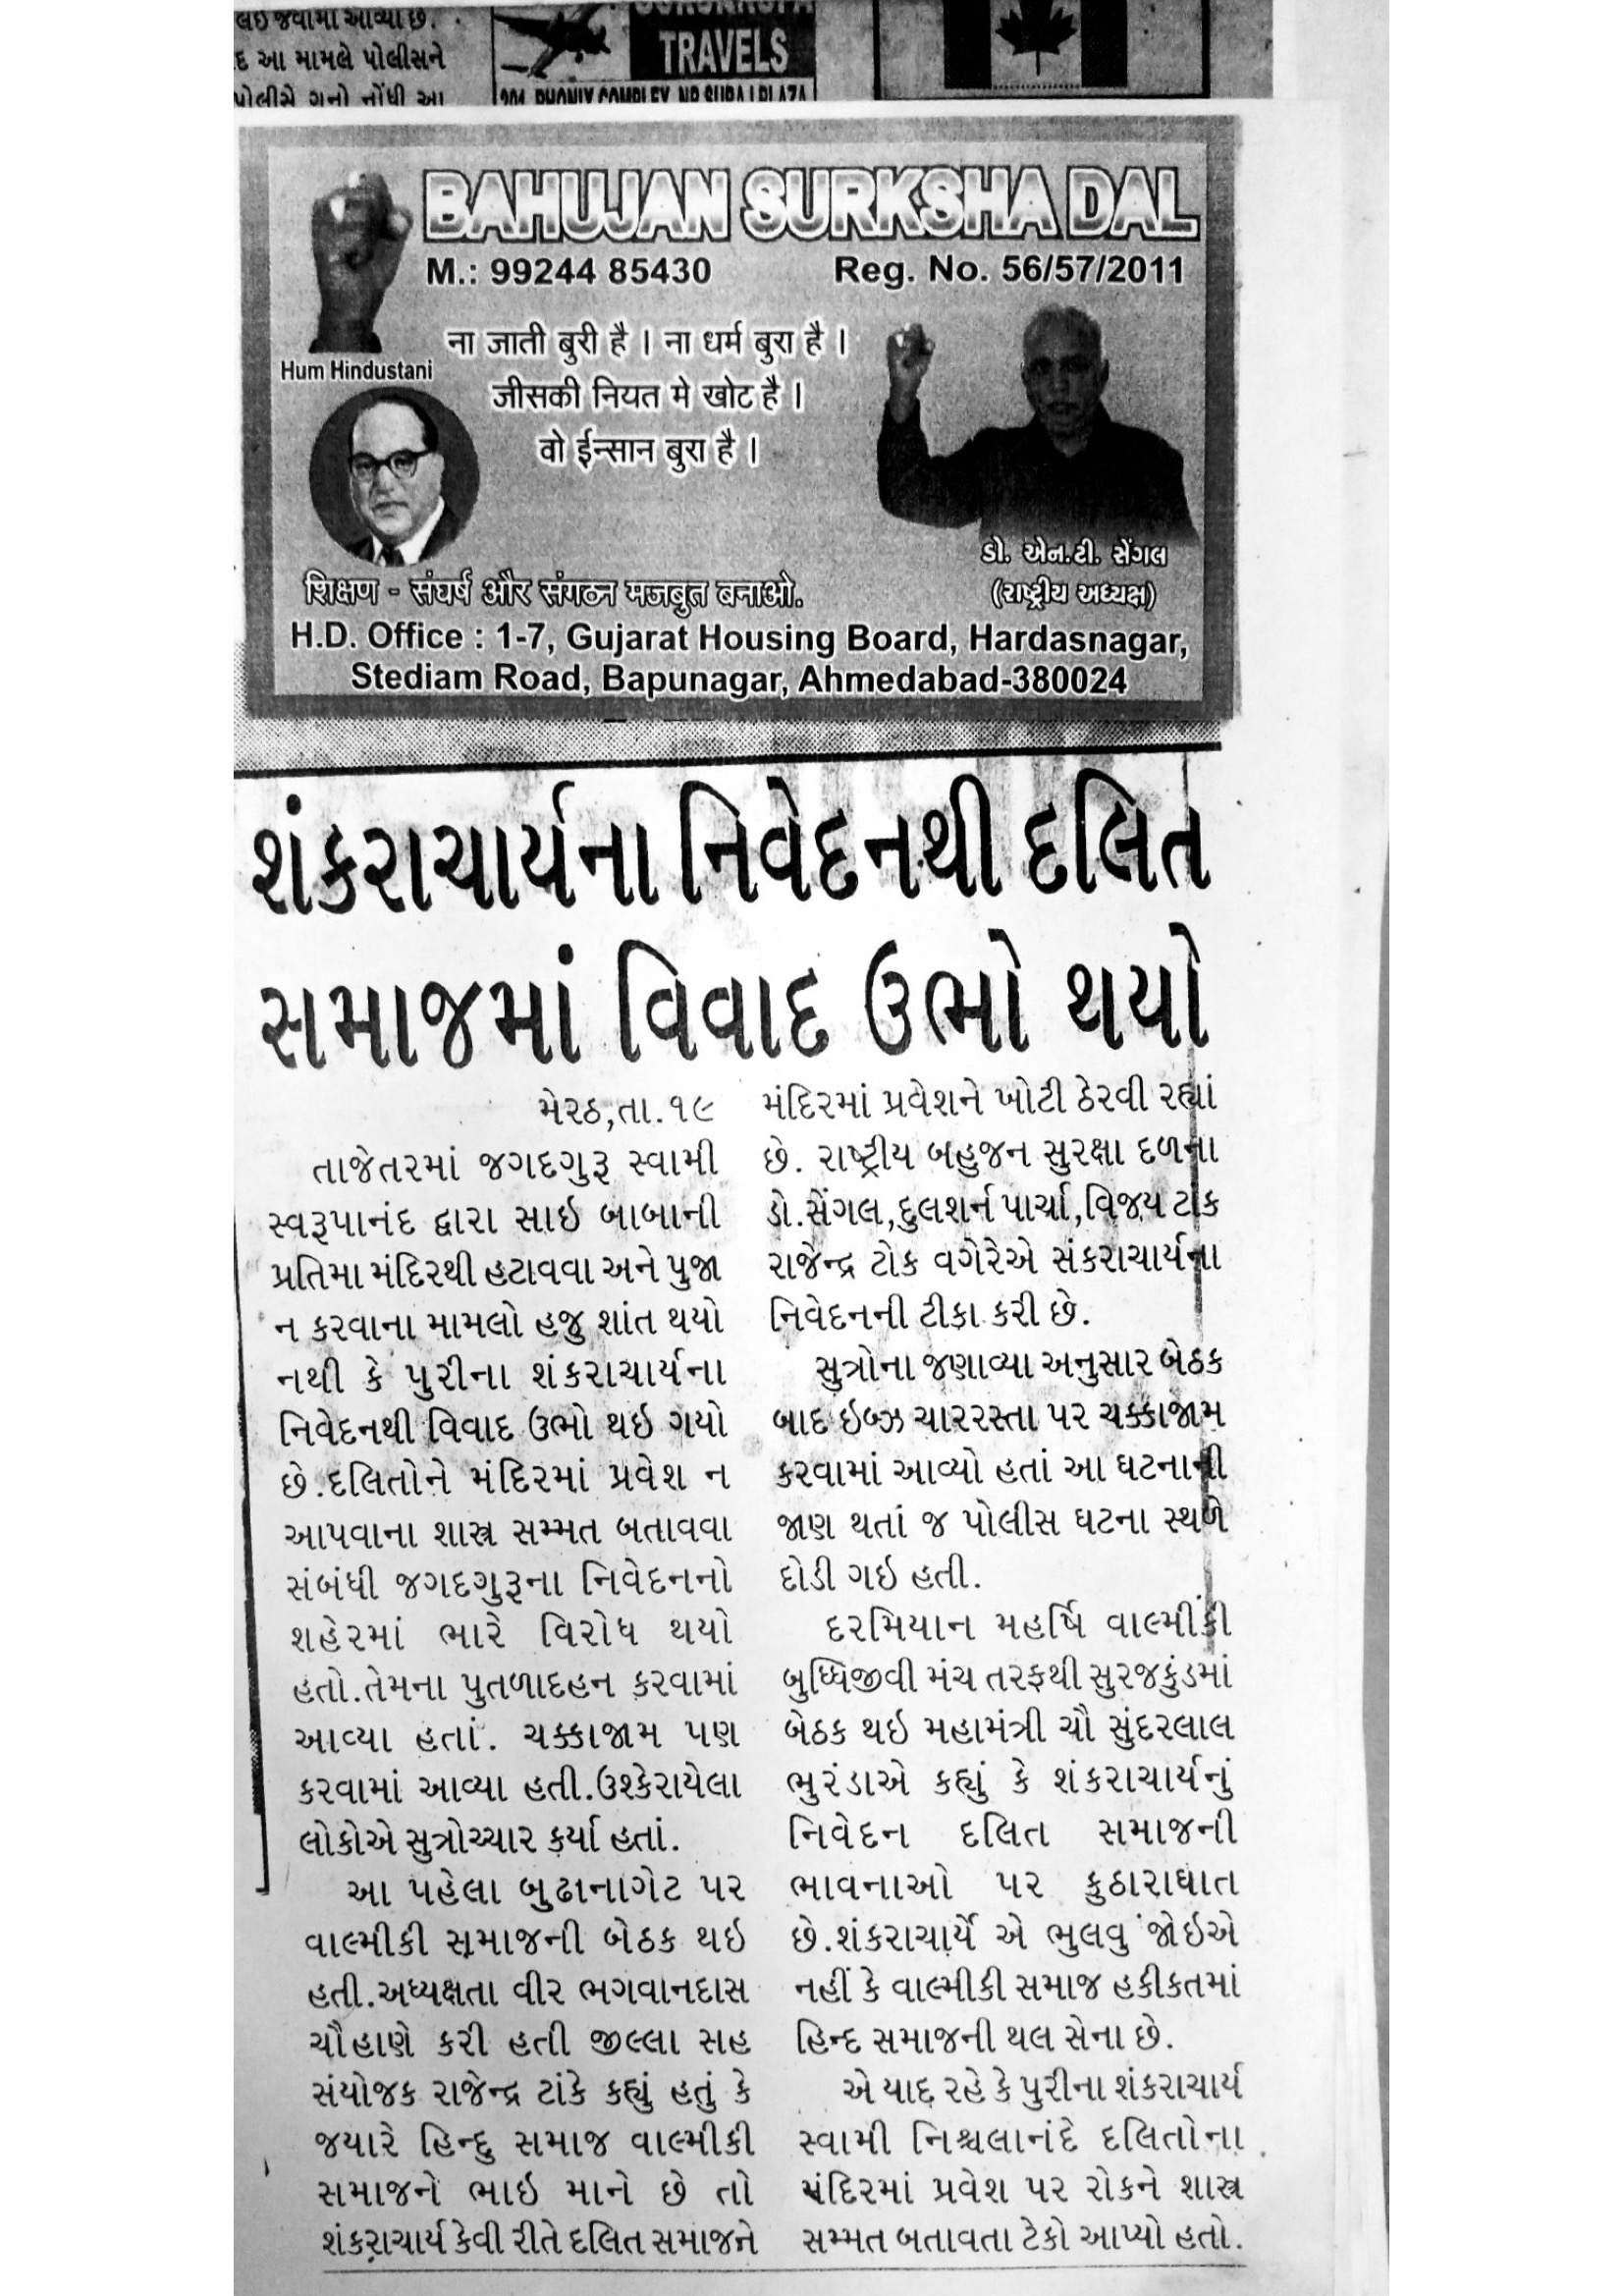 લઇ જવામાં આવ્યા છે.
આ મામલે પોલીસને
પોલીસે ગુનો નોંધી આ
TRAVELS
204, PHONIX COMPLEX, NR SURAJ PLAZA
BAHUJAN SURKSHA DAL
M.: 99244 85430 Reg. No. 56/57/2011
Hum Hindustani
ना जाती बुरी है । ना धर्म बुरा है ।
जीसकी नियत मे खोट है ।
वो ईन्सान बुरा है ।
ડો. એન.ટી. સેંગલ
(રાષ્ટ્રીય અધ્યક્ષ)
शिक्षण - संघर्ष और संगठ्न मजबुत बनाओ.
H.D. Office : 1-7, Gujarat Housing Board, Hardasnagar,
Stediam Road, Bapunagar, Ahmedabad-380024
શંકરાચાર્યના નિવેદનથી દલિત
સમાજમાં વિવાદ ઉભો થયો
મેરઠ,તા.૧૯
તાજેતરમાં જગદગુરૂ સ્વામી
સ્વરૂપાનંદ દ્વારા સાઇ બાબાની
પ્રતિમા મંદિરથી હટાવવા અને પુજા
ન કરવાના મામલો હજુ શાંત થયો
નથી કે પુરીના શંકરાચાર્યના
નિવેદનથી વિવાદ ઉભો થઇ ગયો
છે.દલિતોને મંદિરમાં પ્રવેશ ન
આપવાના શાસ્ત્ર સમ્મત બતાવવા
સંબંધી જગદગુરૂના નિવેદનનો
શહેરમાં ભારે વિરોધ થયો
હતો.તેમના પુતળાદહન કરવામાં
આવ્યા હતાં. ચક્કાજામ પણ
કરવામાં આવ્યા હતી.ઉશ્કેરાયેલા
લોકોએ સુત્રોચ્ચાર કર્યા હતાં.
આ પહેલા બુઢાનાગેટ પર
વાલ્મીકી સમાજની બેઠક થઇ
હતી.અધ્યક્ષતા વીર ભગવાનદાસ
ચૌહાણે કરી હતી જીલ્લા સહ
સંયોજક રાજેન્દ્ર ટાંકે કહ્યું હતું કે
જયારે હિન્દુ સમાજ વાલ્મીકી
સમાજને ભાઇ માને છે તો
શંકરાચાર્ય કેવી રીતે દલિત સમાજને
મંદિરમાં પ્રવેશને ખોટી ઠેરવી રહ્યાં
છે. રાષ્ટ્રીય બહુજન સુરક્ષા દળના
ડો.સેંગલ,દુલશર્ન પાર્ચા,વિજય ટાંક
રાજેન્દ્ર ટોક વગેરેએ સંકરાચાર્યના
નિવેદનની ટીકા કરી છે.
સુત્રોના જણાવ્યા અનુસાર બેઠક
બાદ ઇબ્ઝ ચારરસ્તા પર ચક્કાજામ
કરવામાં આવ્યો હતાં આ ઘટનાની
જાણ થતાં જ પોલીસ ઘટના સ્થળે
દોડી ગઇ હતી.
દરમિયાન મહર્ષિ વાલ્મીકી
બુધ્ધિજીવી મંચ તરફથી સુરજકુંડમાં
બેઠક થઇ મહામંત્રી ચૌ સુંદરલાલ
ભુરંડાએ કહ્યું કે શંકરાચાર્યનું
નિવેદન દલિત સમાજની
ભાવનાઓ પર કુઠારાઘાત
છે.શંકરાચાર્યે એ ભુલવુ જોઇએ
નહીં કે વાલ્મીકી સમાજ હકીકતમાં
હિન્દ સમાજની થલ સેના છે.
એ યાદ રહે કે પુરીના શંકરાચાર્ય
સ્વામી નિશ્ચલાનંદે દલિતોના
મંદિરમાં પ્રવેશ પર રોકને શાસ્ત્ર
સમ્મત બતાવતા ટેકો આપ્યો હતો.